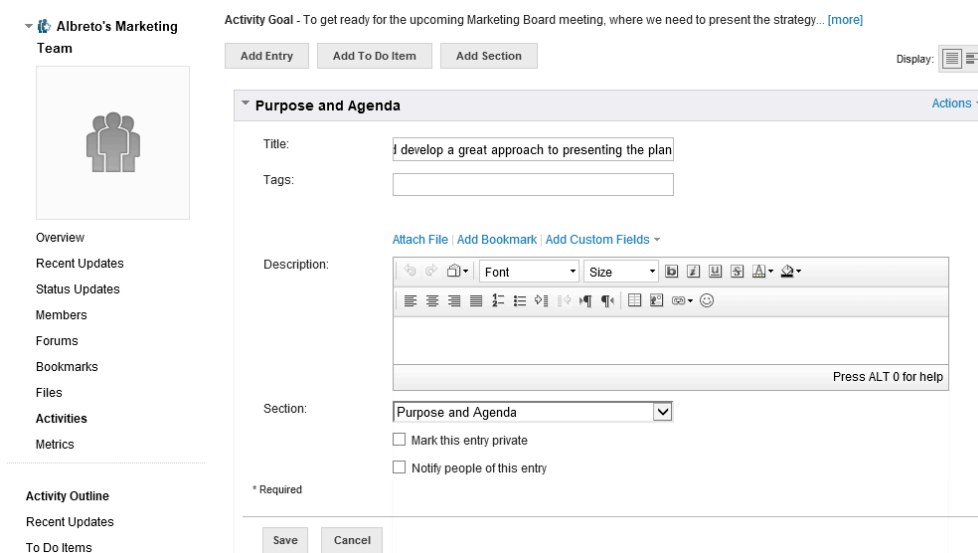 Albreto's Marketing
Team
Overview
Recent Updates
Status Updates
Members
Forums
Bookmarks
Files
Activities
Metrics
Activity Outline
Recent Updates
To Do Items
Activity Goal - To get ready for the upcoming Marketing Board meeting, where we need to present the strategy... [more]
Add Entry Add To Do Item Add Section
Display:
Purpose and Agenda Actions
Title: d develop a great approach to presenting the plan
Tags:
Attach File | Add Bookmark | Add Custom Fields
Description:
Font Size
Press ALT 0 for help
Section: Purpose and Agenda
Mark this entry private
Notify people of this entry
* Required
Save Cancel